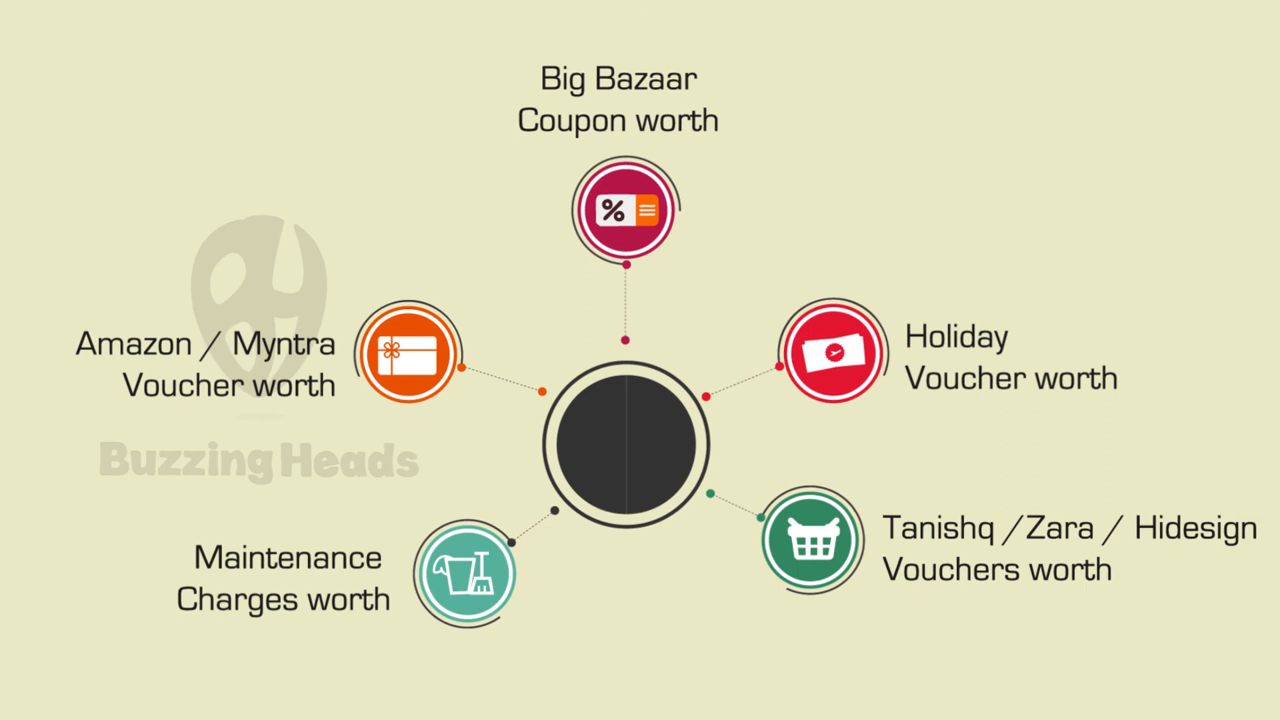 Big Bazaar
Coupon worth
%
Amazon / Myntra
Voucher worth
Holiday
Voucher worth
Buzzing Heads
Tanishq / Zara / Hidesign
Vouchers worth
Maintenance
Charges worth